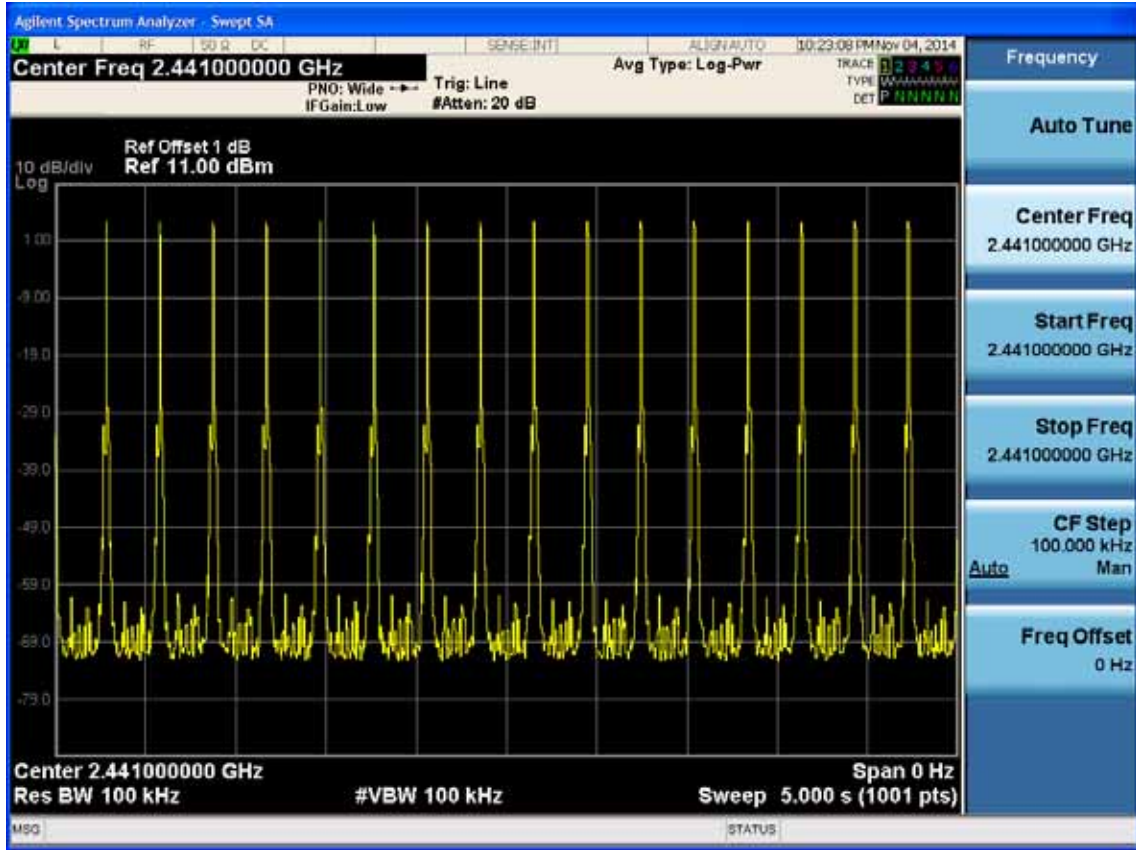 Agilent Spectrum Analyzer - Swept SA
L RF 50 Ω DC SENSE:INT ALIGNAUTO 10:23:08 PM Nov 04, 2014
Center Freq 2.441000000 GHz
PNO: Wide
IFGain:Low
Trig: Line
#Atten: 20 dB
Avg Type: Log-Pwr
TRACE 1 2 3 4 5 6
TYPE
DET P N N N N N
Ref Offset 1 dB
10 dB/div Ref 11.00 dBm
Log
1.00
-9.00
-19.0
-29.0
-39.0
-49.0
-59.0
-69.0
-79.0
Center 2.441000000 GHz Span 0 Hz
Res BW 100 kHz #VBW 100 kHz Sweep 5.000 s (1001 pts)
MSG STATUS
Frequency
Auto Tune
Center Freq
2.441000000 GHz
Start Freq
2.441000000 GHz
Stop Freq
2.441000000 GHz
CF Step
100.000 kHz
Auto Man
Freq Offset
0 Hz